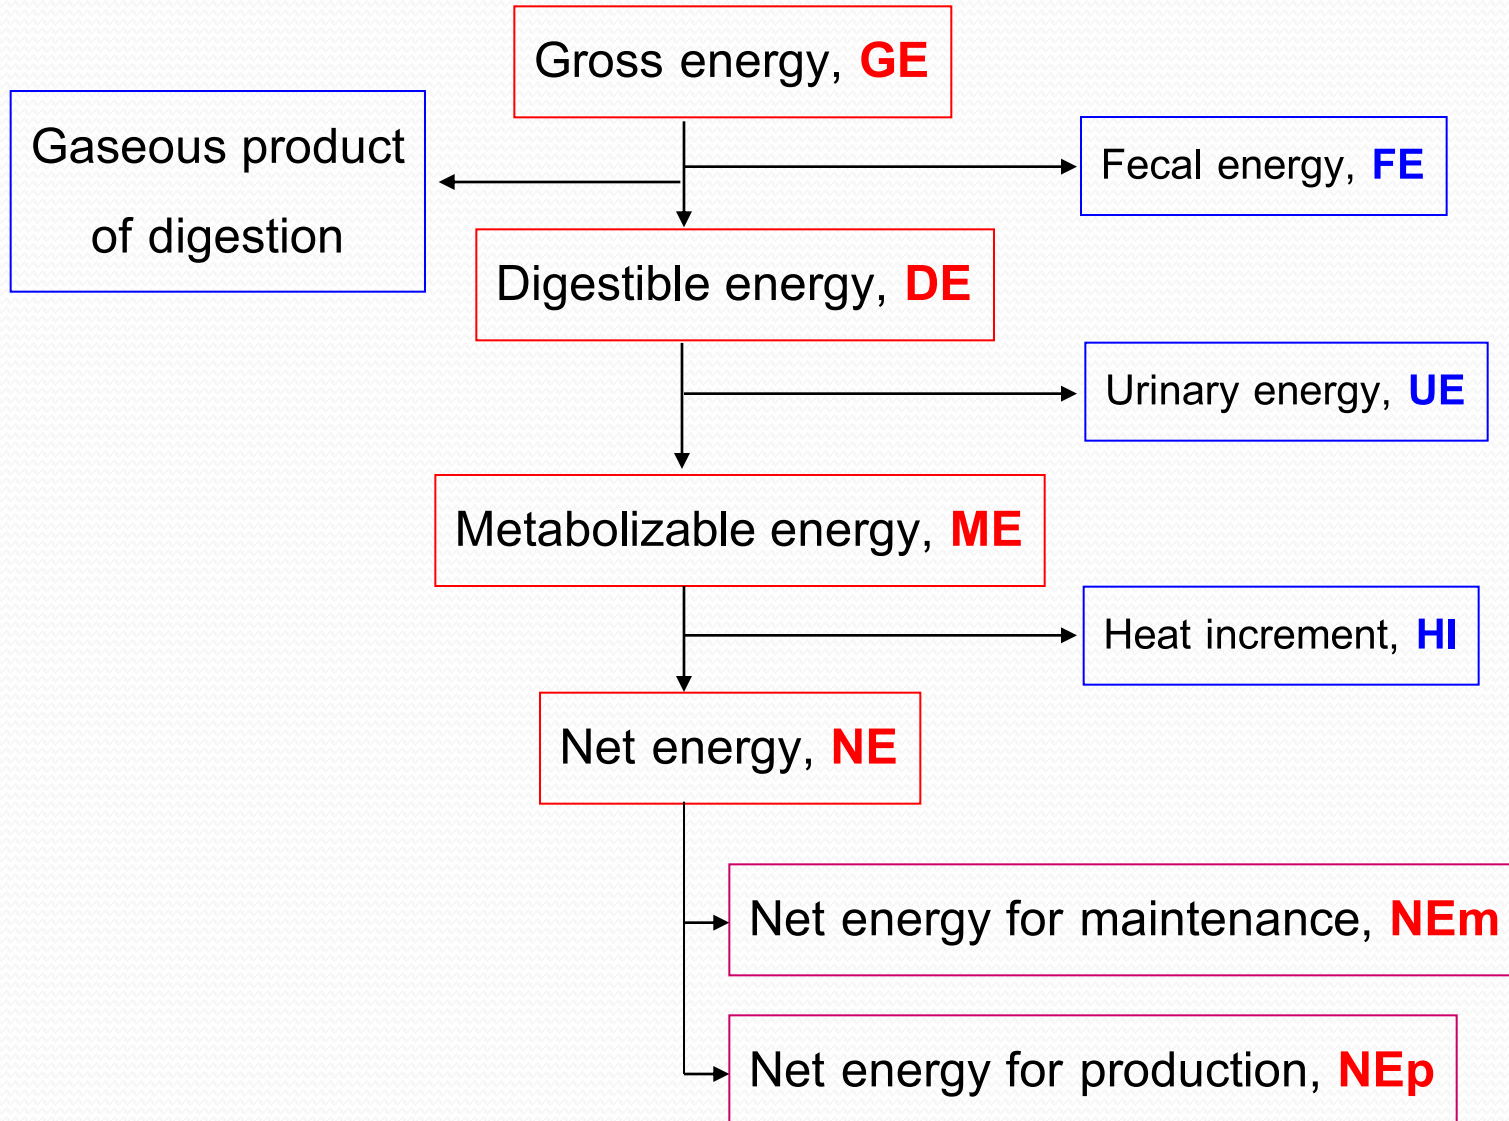 Gross energy, GE
Gaseous product
of digestion
Fecal energy, FE
Digestible energy, DE
Urinary energy, UE
Metabolizable energy, ME
Heat increment, HI
Net energy, NE
Net energy for maintenance, NEm
Net energy for production, NEp